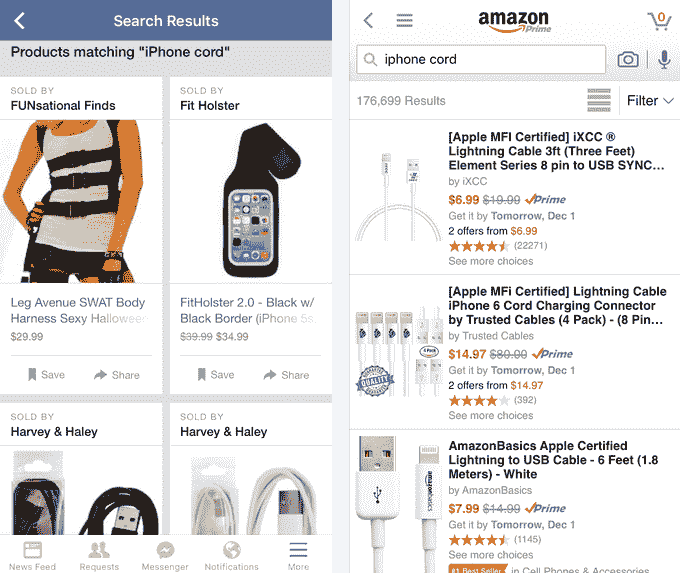 Search Results
Products matching "iPhone cord"
SOLD BY
FUNsational Finds
Leg Avenue SWAT Body
Harness Sexy Halloween
$29.99
Save
Share
SOLD BY
Fit Holster
FitHolster 2.0 - Black w/
Black Border (iPhone 5s
$39.99 $34.99
Save
Share
SOLD BY
Harvey & Haley
SOLD BY
Harvey & Haley
News Feed
Requests
Messenger
Notifications
More
amazon
Prime
0
iphone cord
176,699 Results
Filter
[Apple MFI Certified] iXCC ®
Lightning Cable 3ft (Three Feet)
Element Series 8 pin to USB SYNC...
by iXCC
$6.99 $19.99 Prime
Get it by Tomorrow, Dec 1
2 offers from $6.99
(22271)
See more choices
[Apple MFI Certified] Lightning Cable
iPhone 6 Cord Charging Connector
by Trusted Cables (4 Pack) - (8 Pin...
by Trusted Cables
$14.97 $80.00 Prime
Get it by Tomorrow, Dec 1
2 offers from $14.97
(392)
See more choices
QUALITY
4 Pack
AmazonBasics Apple Certified
Lightning to USB Cable - 6 Feet (1.8
Meters) - White
by AmazonBasics
$7.99 $14.99 Prime
Get it by Tomorrow, Dec 1
(1145)
See more choices
#1 Best Seller in Cell Phones & Accessories
amazonbasics